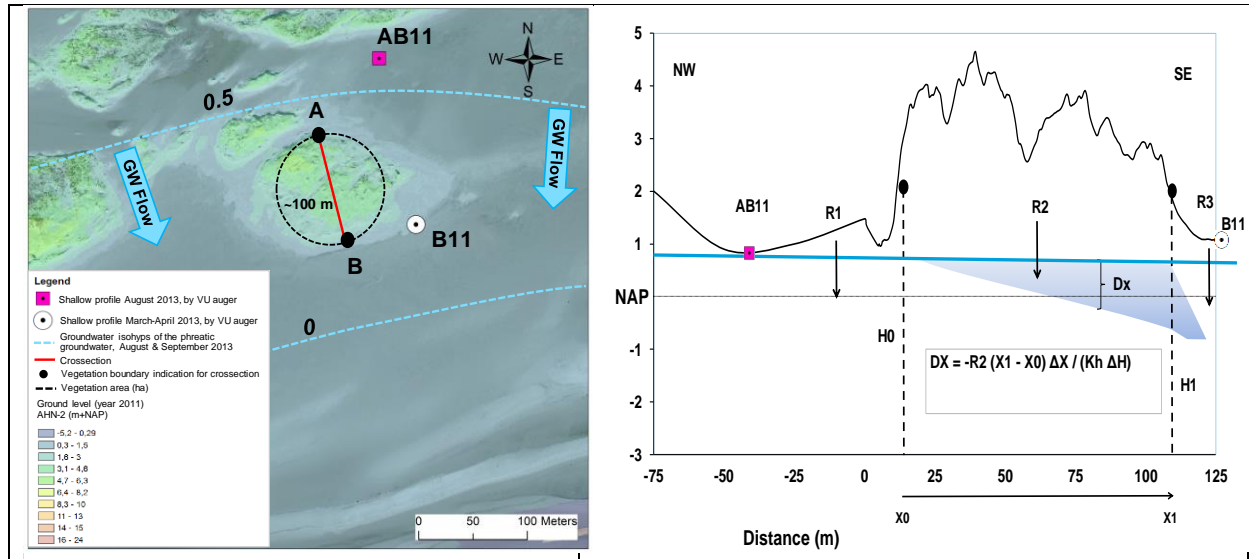 AB11
N
W E
S
0.5
A
GW Flow
GW Flow
~100 m
B11
B
0
Legend
Shallow profile August 2013, by VU auger
Shallow profile March-April 2013, by VU auger
Groundwater isohyps of the phreatic
groundwater, August & September 2013
Crossection
Vegetation boundary indication for crossection
Vegetation area (ha)
Ground level (year 2011)
AHN-2 (m+NAP)
-5,2 - 0,29
0,3 - 1,5
1,6 - 3
3,1 - 4,6
4,7 - 6,3
6,4 - 8,2
8,3 - 10
11 - 13
14 - 15
16 - 24
0 50 100 Meters
5
NW
SE
4
3
2
AB11
R1
R2
R3
B11
1
Dx
NAP
H0
-1
DX = -R2 (X1 - X0) ΔX / (Kh ΔH)
H1
-2
-3
-75 -50 -25 0 25 50 75 100 125
X0
X1
Distance (m)